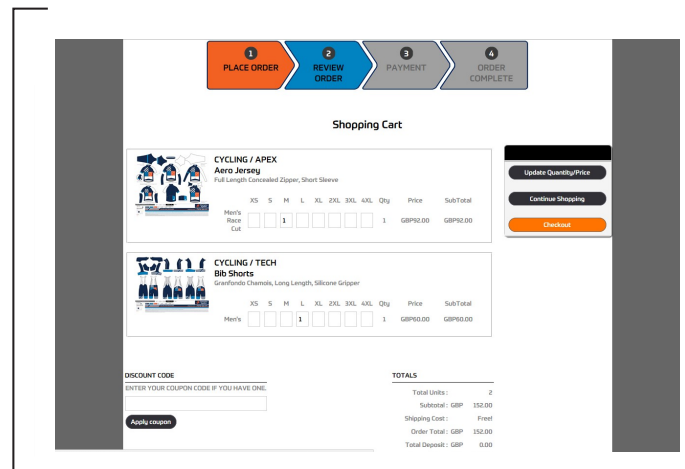 1
PLACE ORDER
2
REVIEW
ORDER
3
PAYMENT
4
ORDER
COMPLETE
Shopping Cart
CYCLING / APEX
Aero Jersey
Full Length Concealed Zipper, Short Sleeve
XS S M L XL 2XL 3XL 4XL Qty Price SubTotal
Men's
Race
Cut
1 1 GBP92.00 GBP92.00
Update Quantity/Price
Continue Shopping
Checkout
CYCLING / TECH
Bib Shorts
Granfondo Chamois, Long Length, Silicone Gripper
XS S M L XL 2XL 3XL 4XL Qty Price SubTotal
Men's 1 1 GBP60.00 GBP60.00
DISCOUNT CODE
ENTER YOUR COUPON CODE IF YOU HAVE ONE.
Apply coupon
TOTALS
Total Units : 2
Subtotal : GBP 152.00
Shipping Cost : Free!
Order Total : GBP 152.00
Total Deposit : GBP 0.00